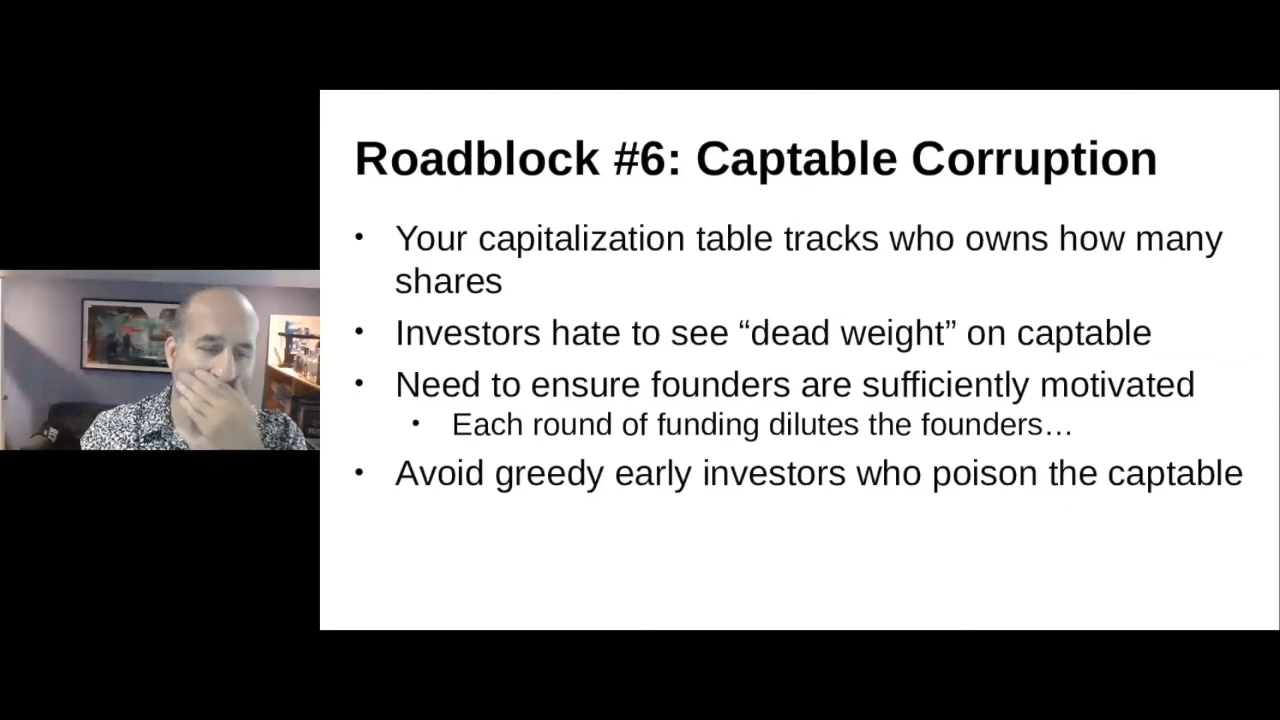 Roadblock #6: Captable Corruption
• Your capitalization table tracks who owns how many
shares
• Investors hate to see “dead weight” on captable
• Need to ensure founders are sufficiently motivated
• Each round of funding dilutes the founders…
• Avoid greedy early investors who poison the captable